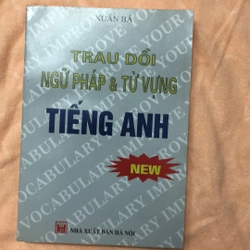 XUÂN BÁ
TRAU DỒI
NGỮ PHÁP & TỪ VỰNG
TIẾNG ANH
NEW
NHÀ XUẤT BẢN HÀ NỘI